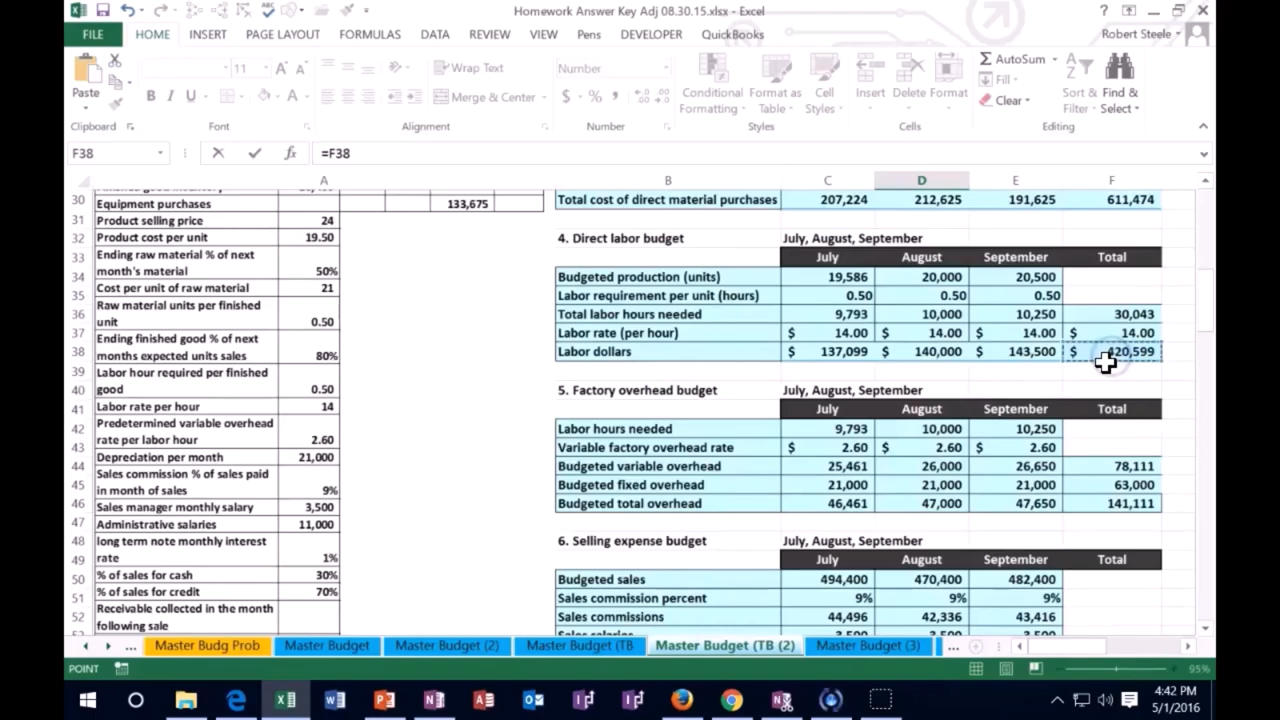 Homework Answer Key Adj 08.30.15.xlsx - Excel
FILE HOME INSERT PAGE LAYOUT FORMULAS DATA REVIEW VIEW Pens DEVELOPER QuickBooks Robert Steele
Paste 11 Wrap Text Merge & Center Number Conditional Formatting Format as Table Cell Styles Insert Delete Format AutoSum Fill Clear Sort & Filter Find & Select
Clipboard Font Alignment Number Styles Cells Editing
F38 =F38
A B C D E F
30 Equipment purchases 133,675 Total cost of direct material purchases 207,224 212,625 191,625 611,474
31 Product selling price 24
32 Product cost per unit 19.50 4. Direct labor budget July, August, September
33 Ending raw material % of next July August September Total
34 month's material 50% Budgeted production (units) 19,586 20,000 20,500
35 Cost per unit of raw material 21 Labor requirement per unit (hours) 0.50 0.50 0.50
36 Raw material units per finished unit 0.50 Total labor hours needed 9,793 10,000 10,250 30,043
37 Ending finished good % of next Labor rate (per hour) $ 14.00 $ 14.00 $ 14.00 $ 14.00
38 months expected units sales 80% Labor dollars $ 137,099 $ 140,000 $ 143,500 $ 420,599
39 Labor hour required per finished
40 good 0.50 5. Factory overhead budget July, August, September
41 Labor rate per hour 14 July August September Total
42 Predetermined variable overhead Labor hours needed 9,793 10,000 10,250
43 rate per labor hour 2.60 Variable factory overhead rate $ 2.60 $ 2.60 $ 2.60
44 Depreciation per month 21,000 Budgeted variable overhead 25,461 26,000 26,650 78,111
45 Sales commission % of sales paid in month of sales 9% Budgeted fixed overhead 21,000 21,000 21,000 63,000
46 Sales manager monthly salary 3,500 Budgeted total overhead 46,461 47,000 47,650 141,111
47 Administrative salaries 11,000
48 long term note monthly interest 6. Selling expense budget July, August, September
49 rate 1% July August September Total
50 % of sales for cash 30% Budgeted sales 494,400 470,400 482,400
51 % of sales for credit 70% Sales commission percent 9% 9% 9%
52 Receivable collected in the month following sale Sales commissions 44,496 42,336 43,416
Sales salaries 3,500 3,500 3,500
... Master Budg Prob Master Budget Master Budget (2) Master Budget (TB Master Budget (TB (2) Master Budget (3) ...
POINT 95%
4:42 PM
5/1/2016